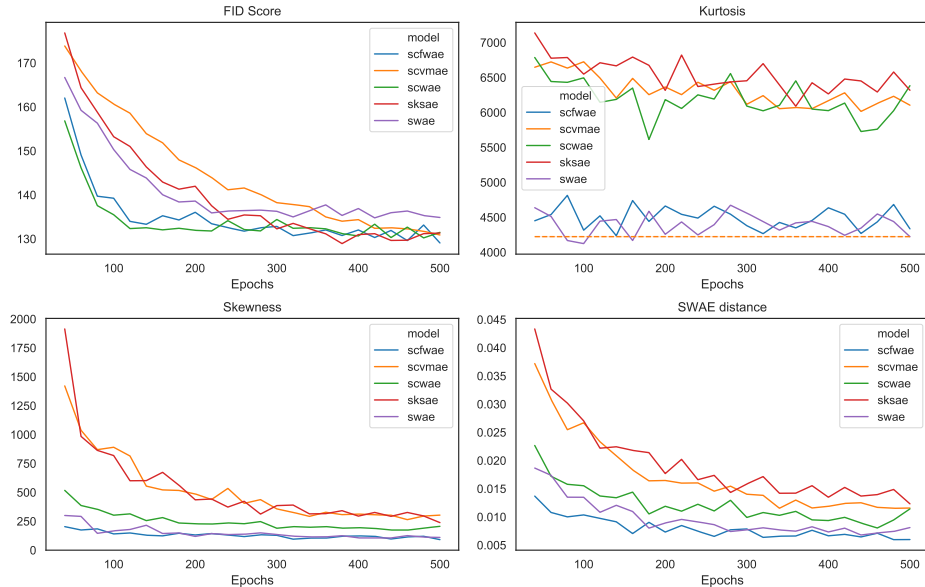 FID Score
170
160
150
140
130
model
scfwae
scvmae
scwae
sksae
swae
100
200
300
400
500
Epochs
Kurtosis
7000
6500
6000
5500
5000
4500
4000
model
scfwae
scvmae
scwae
sksae
swae
100
200
300
400
500
Epochs
Skewness
2000
1750
1500
1250
1000
750
500
250
0
model
scfwae
scvmae
scwae
sksae
swae
100
200
300
400
500
Epochs
SWAE distance
0.045
0.040
0.035
0.030
0.025
0.020
0.015
0.010
0.005
model
scfwae
scvmae
scwae
sksae
swae
100
200
300
400
500
Epochs